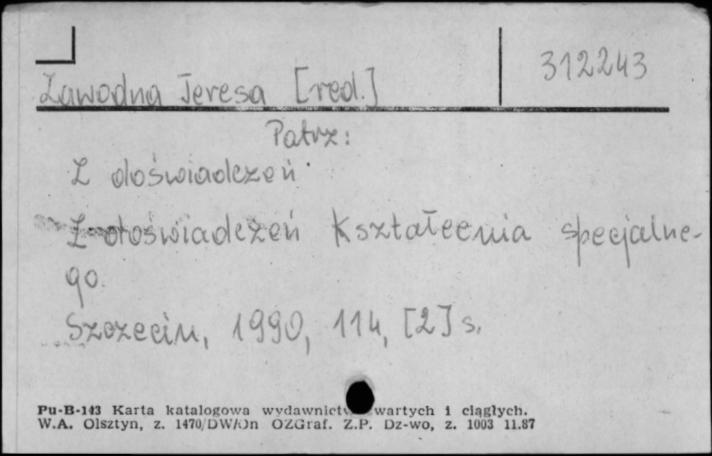 312243
Zawodna Teresa [red.]
Patrz:
Z doświadczeń
Z doświadczeń Kształcenia specjalne-
go
Szczecin, 1990, 114, [2] s.
Pu-B-143 Karta katalogowa wydawnictw zwartych i ciągłych.
W.A. Olsztyn, z. 1470/DW/On OZGraf. Z.P. Dz-wo, z. 1003 11.87